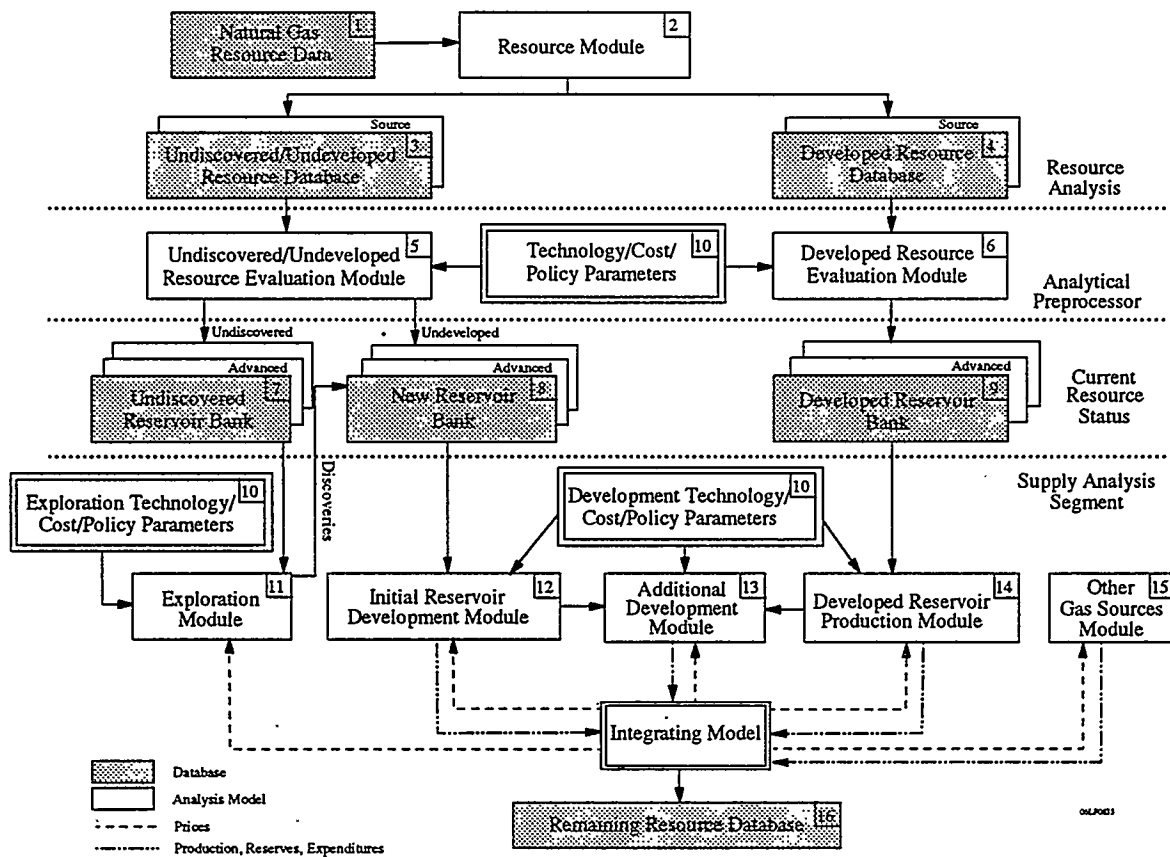 1
Natural Gas
Resource Data
2
Resource Module
Source
3
Undiscovered/Undeveloped
Resource Database
Source
4
Developed Resource
Database
Resource
Analysis
5
Undiscovered/Undeveloped
Resource Evaluation Module
10
Technology/Cost/
Policy Parameters
6
Developed Resource
Evaluation Module
Analytical
Preprocessor
Undiscovered
Undeveloped
Advanced
7
Undiscovered
Reservoir Bank
Advanced
8
New Reservoir
Bank
Advanced
9
Developed Reservoir
Bank
Current
Resource
Status
Discoveries
10
Exploration Technology/
Cost/Policy Parameters
10
Development Technology/
Cost/Policy Parameters
Supply Analysis
Segment
11
Exploration
Module
12
Initial Reservoir
Development Module
13
Additional
Development
Module
14
Developed Reservoir
Production Module
15
Other
Gas Sources
Module
Integrating Model
16
Remaining Resource Database
Database
Analysis Model
Prices
Production, Reserves, Expenditures